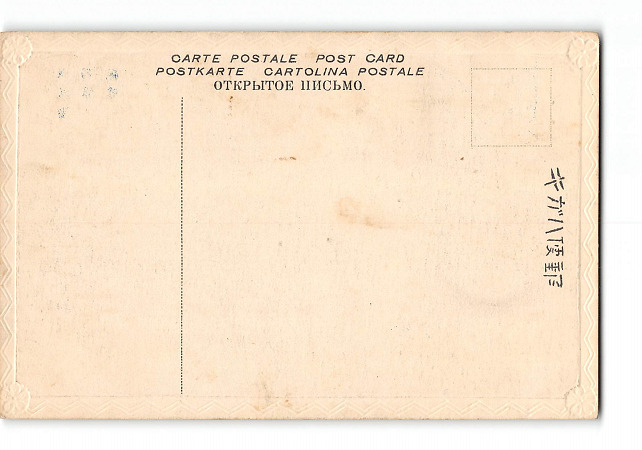 CARTE POSTALE POST CARD
POSTKARTE CARTOLINA POSTALE
ОТКРЫТОЕ ПИСЬМО.
郵便ハガキ